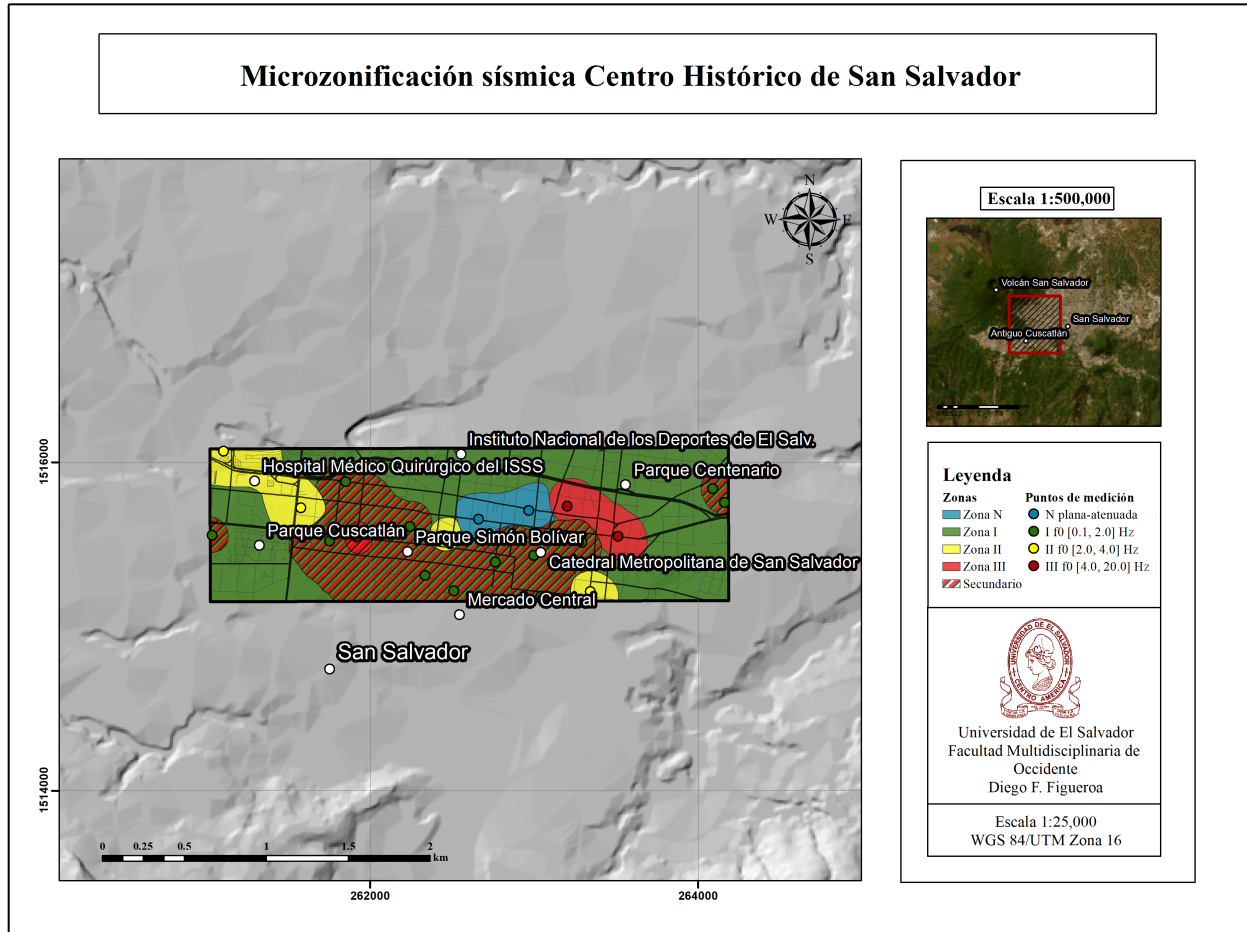 Microzonificación sísmica Centro Histórico de San Salvador
N
W
E
S
Instituto Nacional de los Deportes de El Salv.
Hospital Médico Quirúrgico del ISSS
Parque Centenario
Parque Cuscatlán
Parque Simón Bolívar
Catedral Metropolitana de San Salvador
Mercado Central
San Salvador
1516000
1514000
0 0.25 0.5 1 1.5 2
km
262000
264000
Escala 1:500,000
Volcán San Salvador
San Salvador
Antiguo Cuscatlán
Leyenda
Zonas
Zona N
Zona I
Zona II
Zona III
Secundario
Puntos de medición
N plana-atenuada
I f0 [0.1, 2.0] Hz
II f0 [2.0, 4.0] Hz
III f0 [4.0, 20.0] Hz
UNIVERSIDAD DE EL SALVADOR
CENTRO AMERICA
Universidad de El Salvador
Facultad Multidisciplinaria de
Occidente
Diego F. Figueroa
Escala 1:25,000
WGS 84/UTM Zona 16